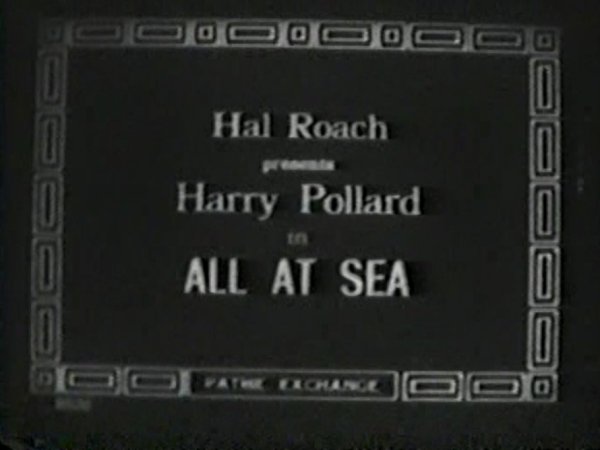 Hal Roach
presents
Harry Pollard
in
ALL AT SEA
PATHE EXCHANGE